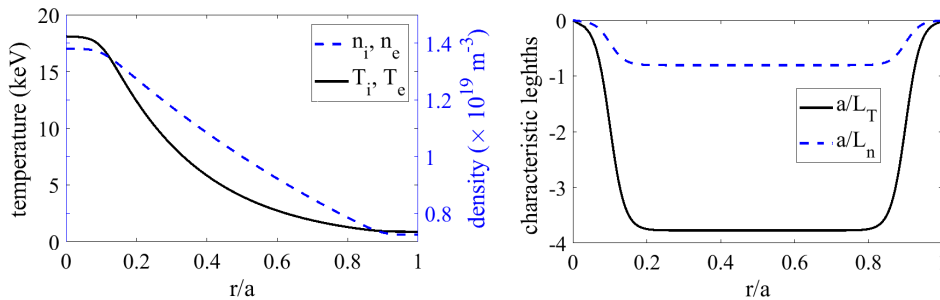 temperature (keV)
20
15
10
5
0
0
0.2
0.4
0.6
0.8
1
r/a
n_i, n_e
T_i, T_e
1.4
1.2
1
0.8
density (× 10^19 m^-3)
characteristic leghths
0
-1
-2
-3
-4
0
0.2
0.4
0.6
0.8
r/a
a/L_T
a/L_n